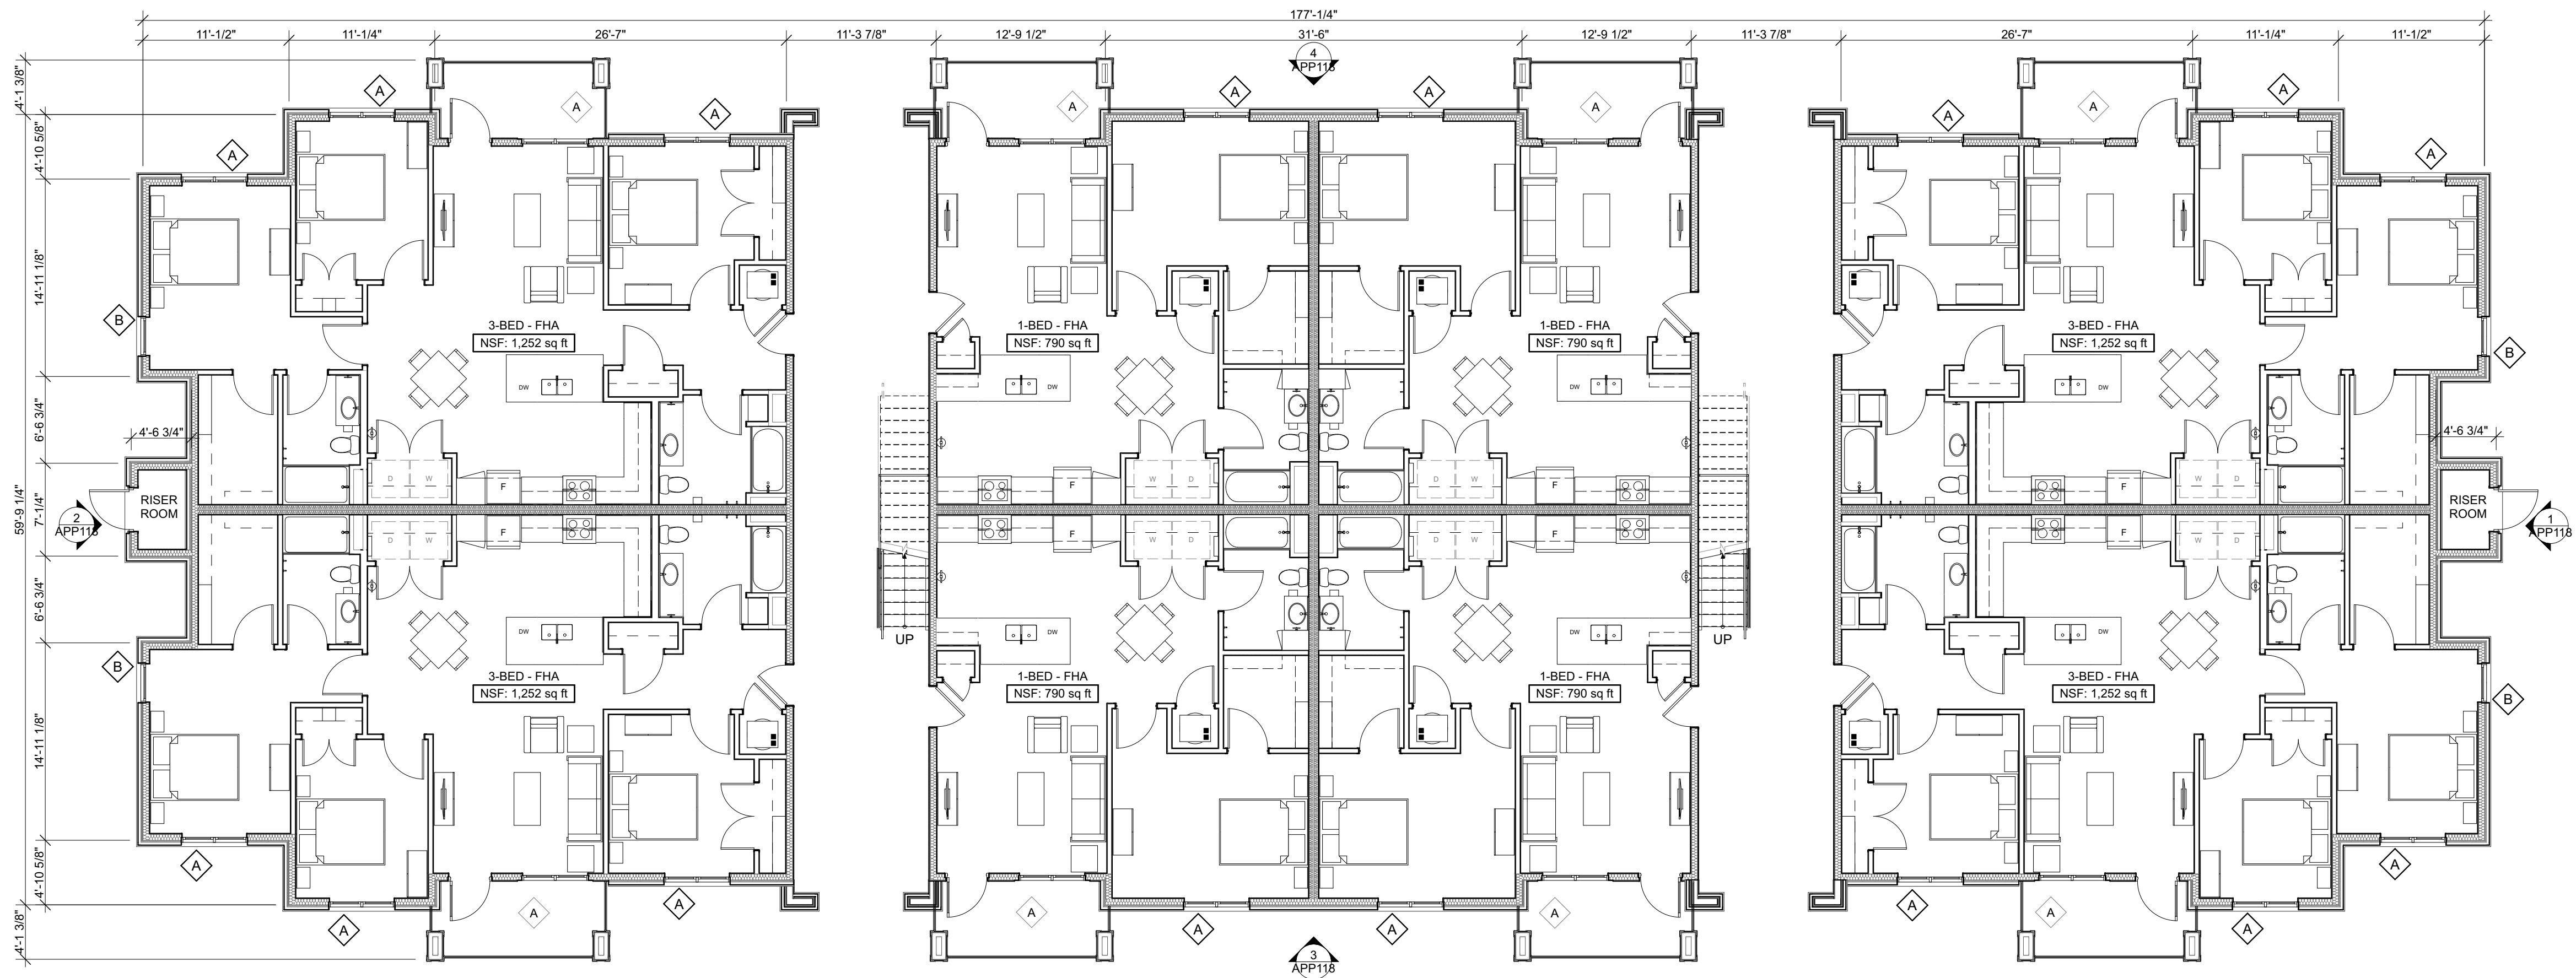 177'-1/4"
11'-1/2"
11'-1/4"
26'-7"
11'-3 7/8"
12'-9 1/2"
31'-6"
12'-9 1/2"
11'-3 7/8"
26'-7"
11'-1/4"
11'-1/2"
4
APP118
4'-1 3/8"
4'-10 5/8"
14'-11 1/8"
6'-6 3/4"
7'-1/4"
6'-6 3/4"
14'-11 1/8"
4'-10 5/8"
4'-1 3/8"
59'-9 1/4"
A
A
A
A
A
A
A
A
A
A
A
A
B
B
3-BED - FHA
NSF: 1,252 sq ft
1-BED - FHA
NSF: 790 sq ft
1-BED - FHA
NSF: 790 sq ft
3-BED - FHA
NSF: 1,252 sq ft
DW
DW
DW
DW
4'-6 3/4"
4'-6 3/4"
D W
F
F
W D
D W
F
F
W D
RISER
ROOM
RISER
ROOM
2
APP118
1
APP118
D W
F
F
W D
D W
F
F
W D
UP
UP
DW
DW
DW
DW
3-BED - FHA
NSF: 1,252 sq ft
1-BED - FHA
NSF: 790 sq ft
1-BED - FHA
NSF: 790 sq ft
3-BED - FHA
NSF: 1,252 sq ft
B
B
A
A
A
A
A
A
A
A
A
A
A
A
3
APP118